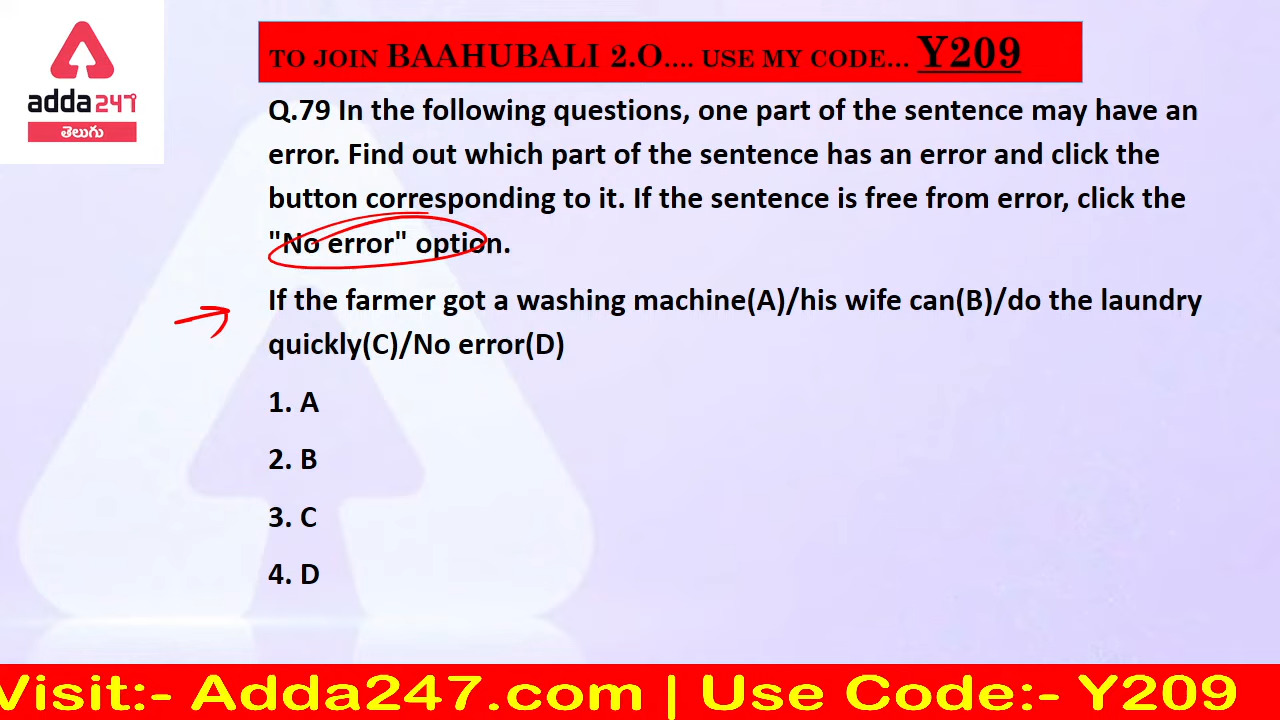 TO JOIN BAAHUBALI 2.O.... USE MY CODE... Y209
adda247
తెలుగు
Q.79 In the following questions, one part of the sentence may have an
error. Find out which part of the sentence has an error and click the
button corresponding to it. If the sentence is free from error, click the
"No error" option.
If the farmer got a washing machine(A)/his wife can(B)/do the laundry
quickly(C)/No error(D)
1. A
2. B
3. C
4. D
Visit:- Adda247.com | Use Code:- Y209